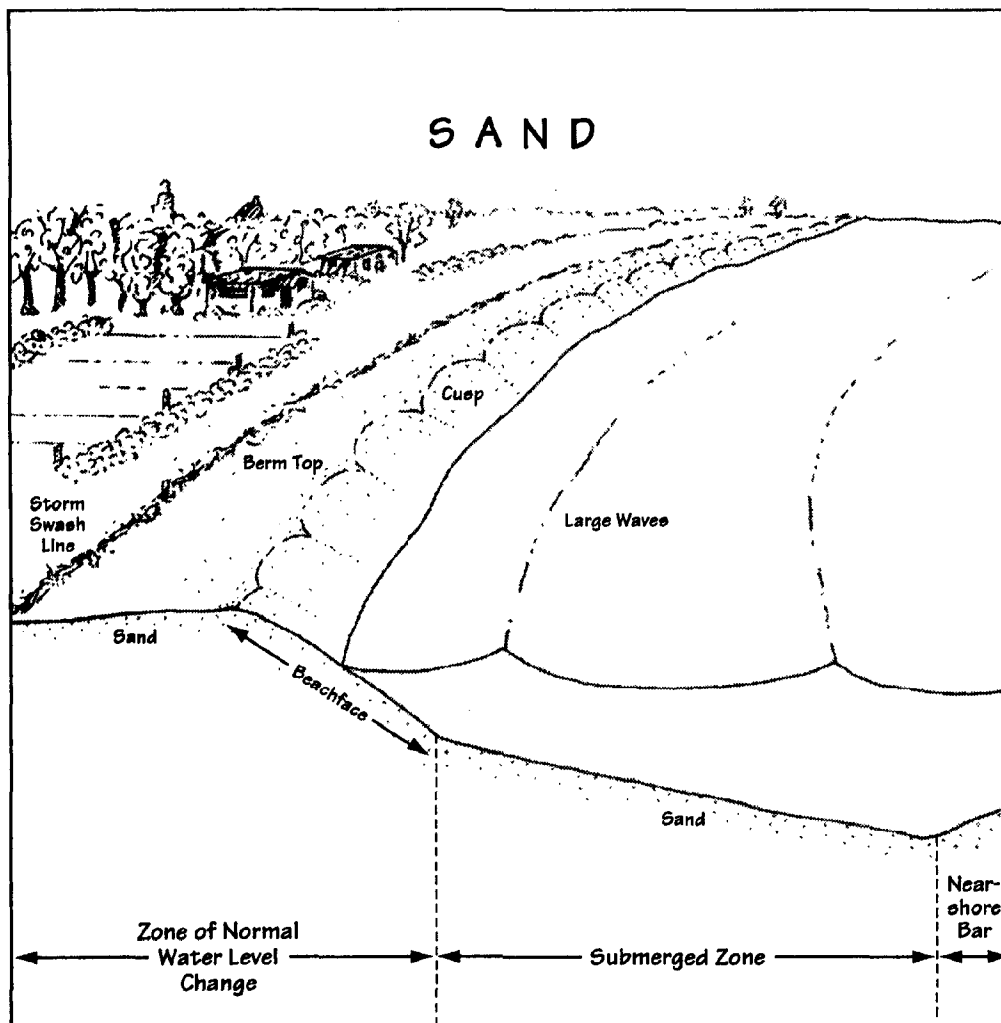 SAND
Cusp
Berm Top
Storm
Swash
Line
Large Waves
Sand
Beachface
Sand
Near-
shore
Bar
Zone of Normal
Water Level
Change
Submerged Zone